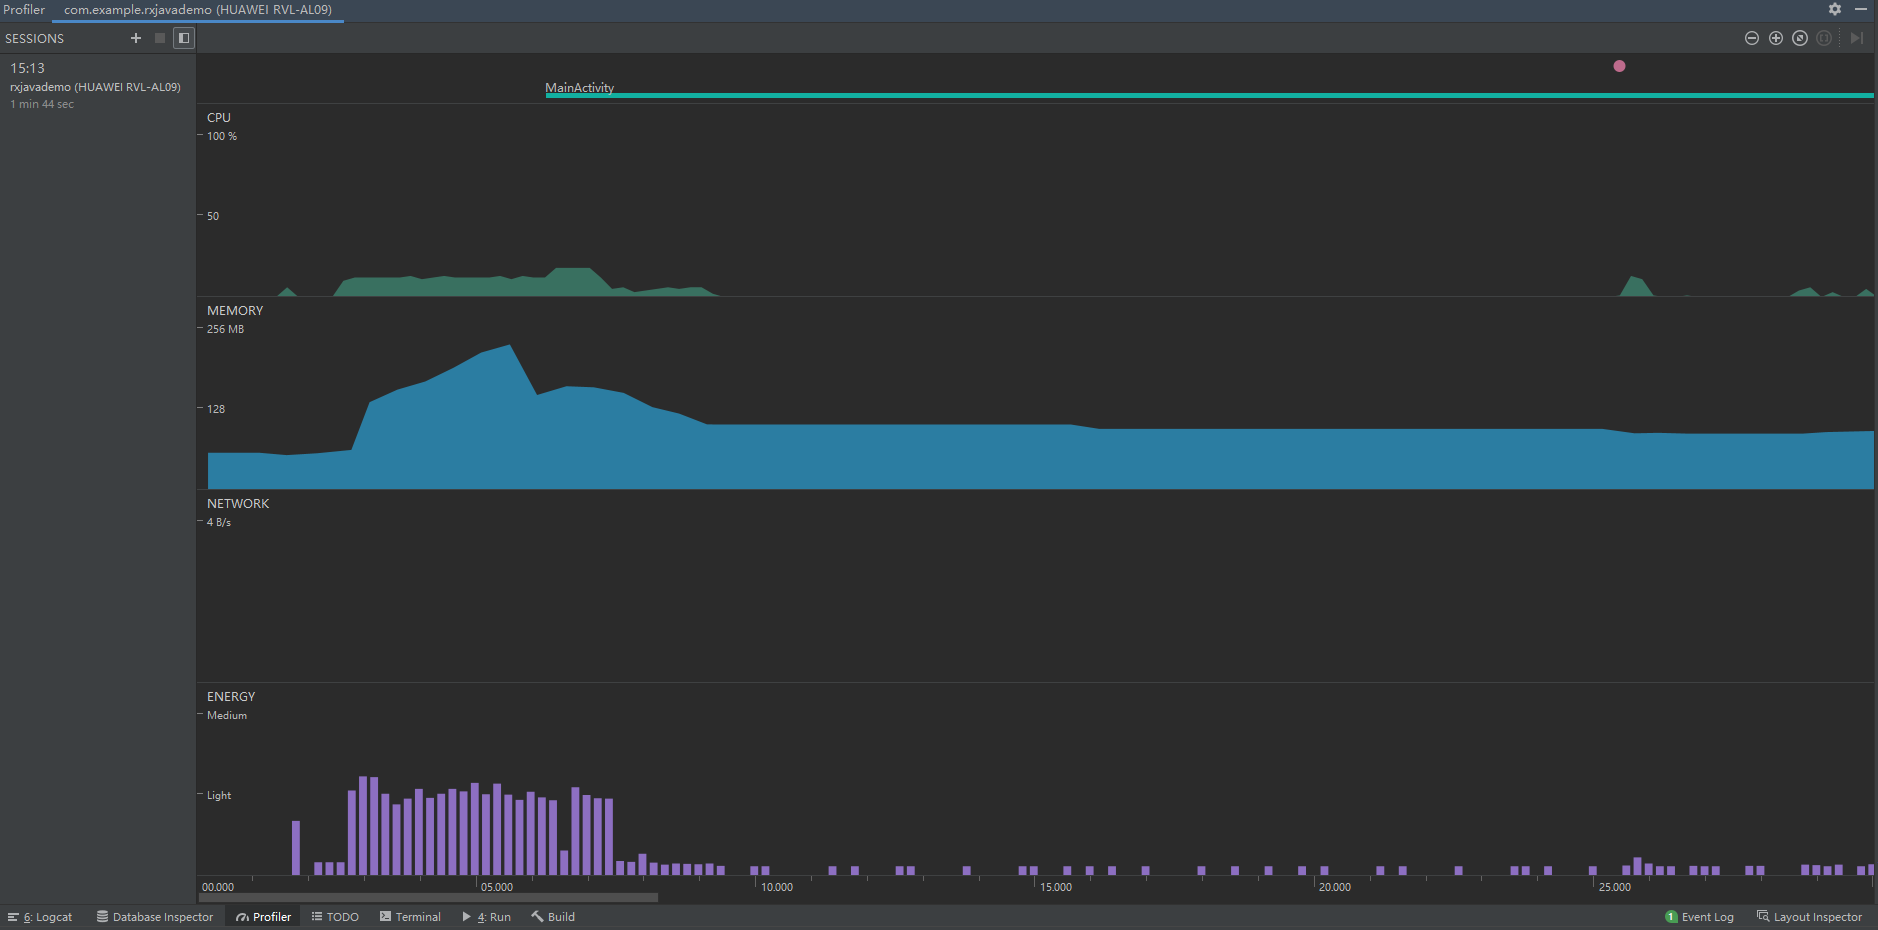 Profiler com.example.rxjavademo (HUAWEI RVL-AL09)
SESSIONS
15:13
rxjavademo (HUAWEI RVL-AL09)
1 min 44 sec
MainActivity
CPU
100 %
50
MEMORY
256 MB
128
NETWORK
4 B/s
ENERGY
Medium
Light
00.000 05.000 10.000 15.000 20.000 25.000
6: Logcat Database Inspector Profiler TODO Terminal 4: Run Build 1 Event Log Layout Inspector